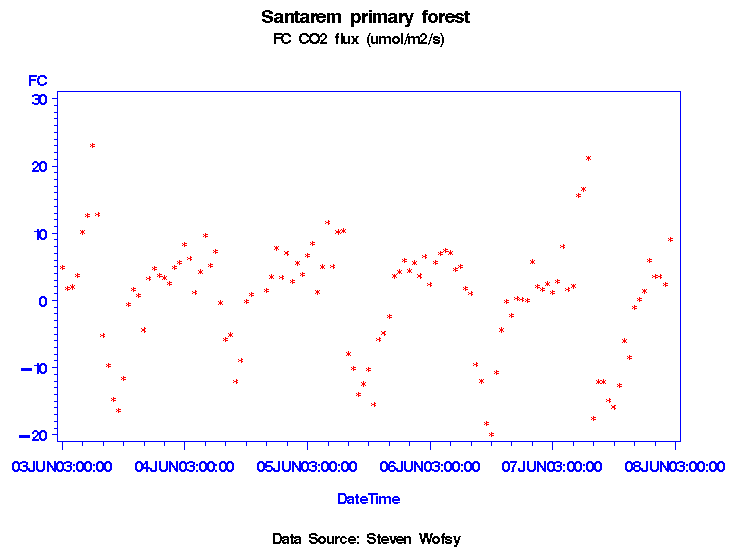 Santarem primary forest
FC CO2 flux (umol/m2/s)
FC
30
20
10
0
-10
-20
03JUN03:00:00 04JUN03:00:00 05JUN03:00:00 06JUN03:00:00 07JUN03:00:00 08JUN03:00:00
DateTime
Data Source: Steven Wofsy